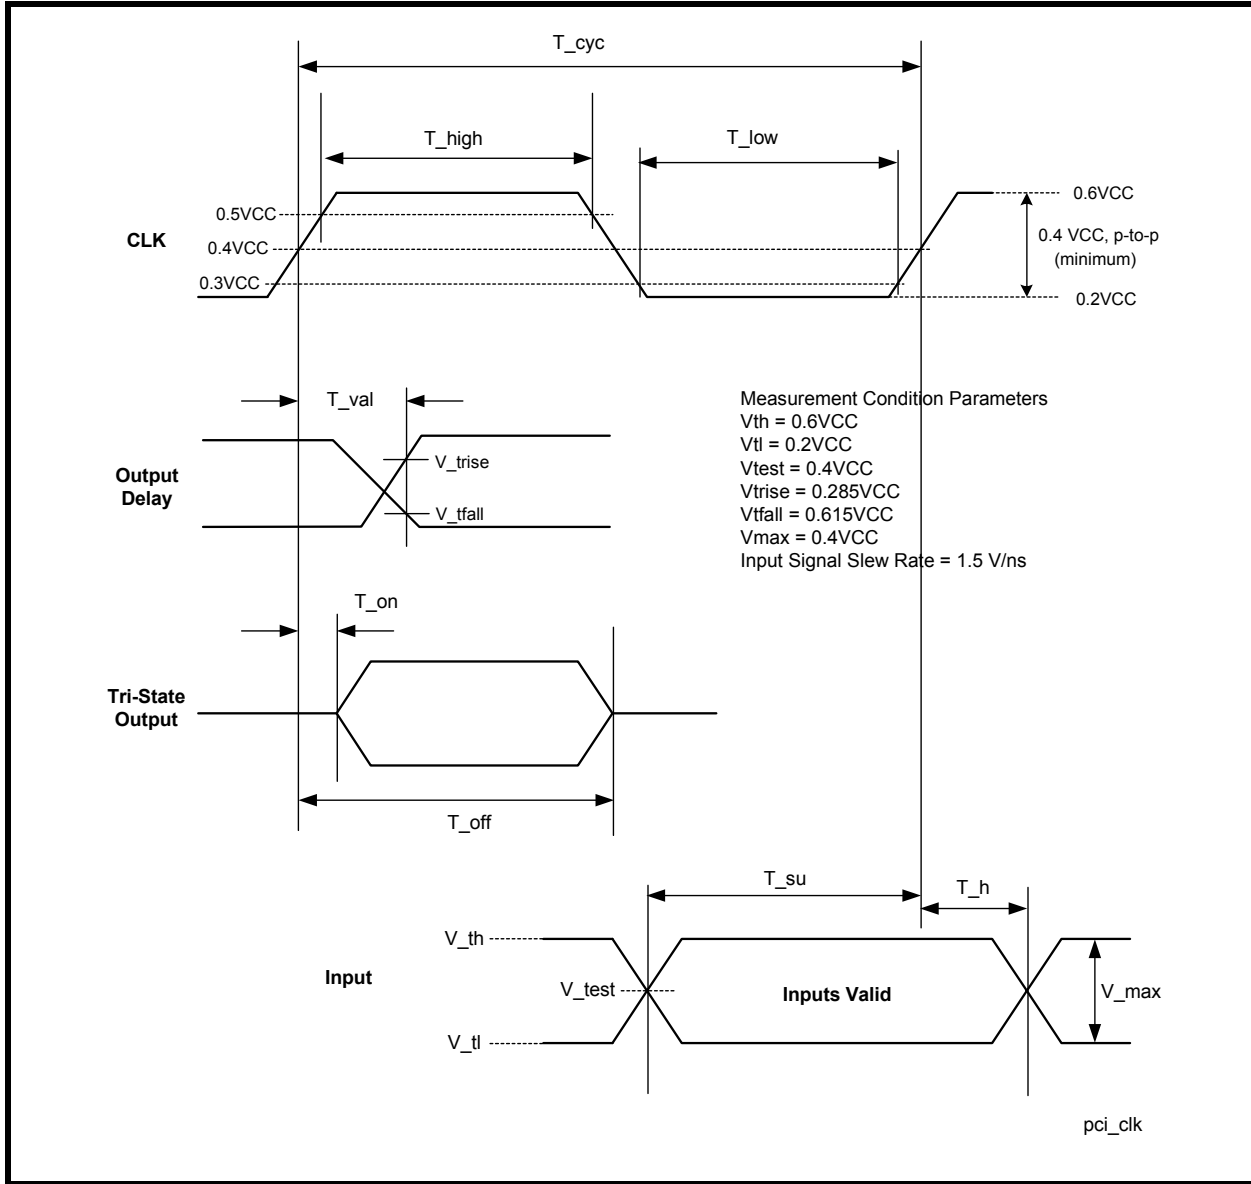 T_cyc
T_high
T_low
0.5VCC
0.6VCC
CLK
0.4VCC
0.4 VCC, p-to-p
(minimum)
0.3VCC
0.2VCC
T_val
Measurement Condition Parameters
Vth = 0.6VCC
Vtl = 0.2VCC
Vtest = 0.4VCC
Vtrise = 0.285VCC
Vtfall = 0.615VCC
Vmax = 0.4VCC
Input Signal Slew Rate = 1.5 V/ns
Output
Delay
V_trise
V_tfall
T_on
Tri-State
Output
T_off
T_su
T_h
V_th
Input
V_test
Inputs Valid
V_max
V_tl
pci_clk